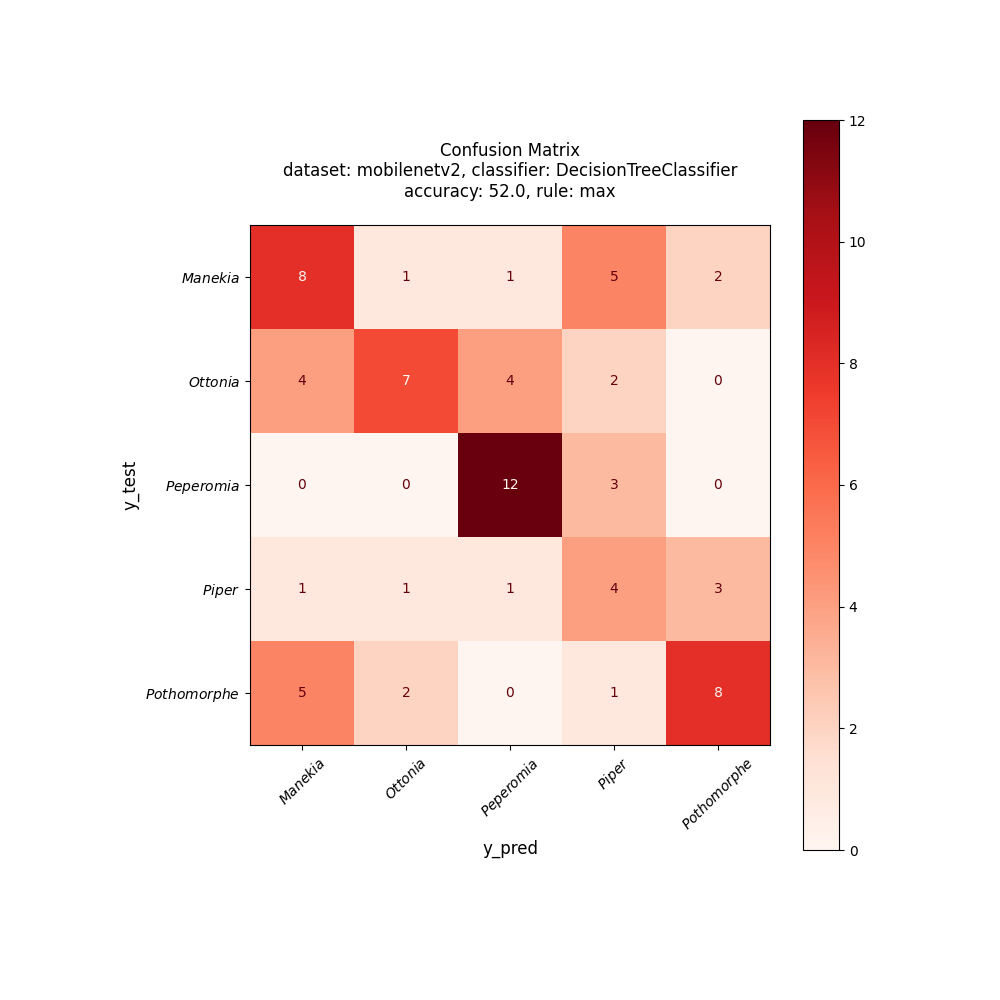 Confusion Matrix
dataset: mobilenetv2, classifier: DecisionTreeClassifier
accuracy: 52.0, rule: max
Manekia 8 1 1 5 2
Ottonia 4 7 4 2 0
Peperomia 0 0 12 3 0
Piper 1 1 1 4 3
Pothomorphe 5 2 0 1 8
y_test
Manekia Ottonia Peperomia Piper Pothomorphe
y_pred
12
10
8
6
4
2
0